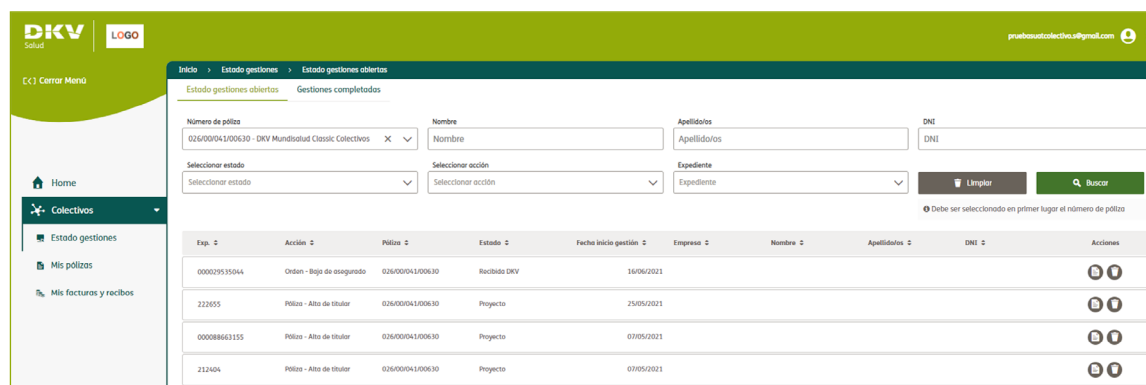 DKV
Salud
LOGO
pruebasuatcolectivo.s@gmail.com
[<] Cerrar Menú
Inicio > Estado gestiones > Estado gestiones abiertas
Estado gestiones abiertas Gestiones completadas
Número de póliza Nombre Apellido/os DNI
026/00/041/00630 - DKV Mundisalud Classic Colectivos Nombre Apellido/os DNI
Seleccionar estado Seleccionar acción Expediente
Seleccionar estado Seleccionar acción Expediente Limpiar Buscar
Debe ser seleccionado en primer lugar el número de póliza
Home
Colectivos
Estado gestiones
Mis pólizas
Mis facturas y recibos
Exp. Acción Póliza Estado Fecha inicio gestión Empresa Nombre Apellido/os DNI Acciones
000029535044 Orden - Baja de asegurado 026/00/041/00630 Recibida DKV 16/06/2021
222655 Póliza - Alta de titular 026/00/041/00630 Proyecto 25/05/2021
000088663155 Póliza - Alta de titular 026/00/041/00630 Proyecto 07/05/2021
212404 Póliza - Alta de titular 026/00/041/00630 Proyecto 07/05/2021